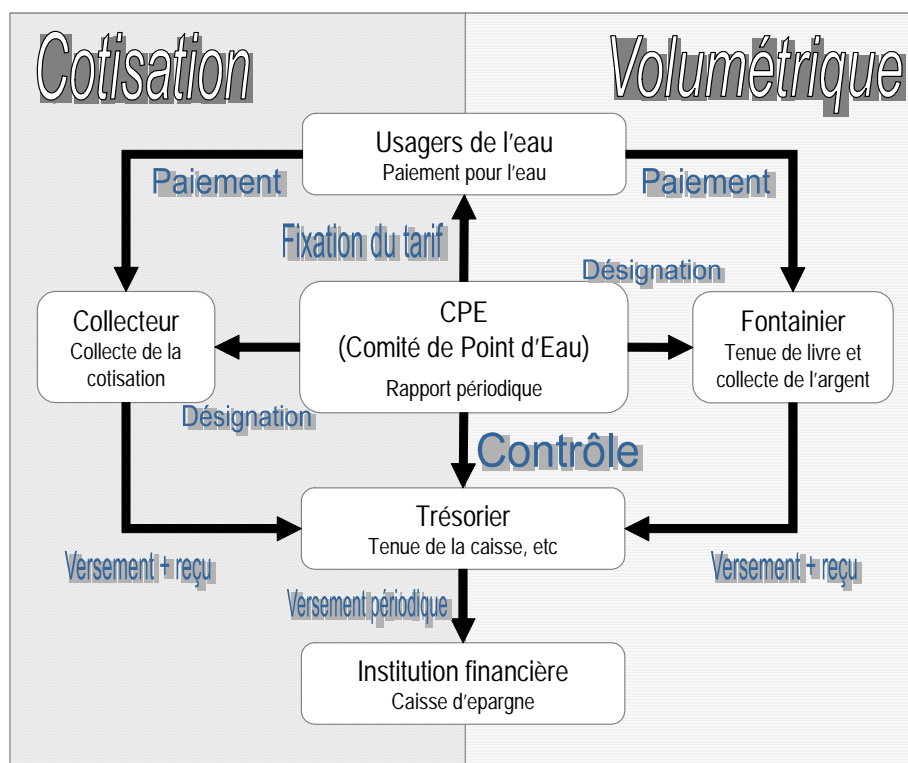 Cotisation
Volumétrique
Usagers de l'eau
Paiement pour l'eau
Paiement
Paiement
Fixation du tarif
Désignation
Collecteur
Collecte de la
cotisation
CPE
(Comité de Point d'Eau)
Rapport périodique
Fontainier
Tenue de livre et
collecte de l'argent
Désignation
Contrôle
Trésorier
Tenue de la caisse, etc
Versement + reçu
Versement + reçu
Versement périodique
Institution financière
Caisse d'epargne